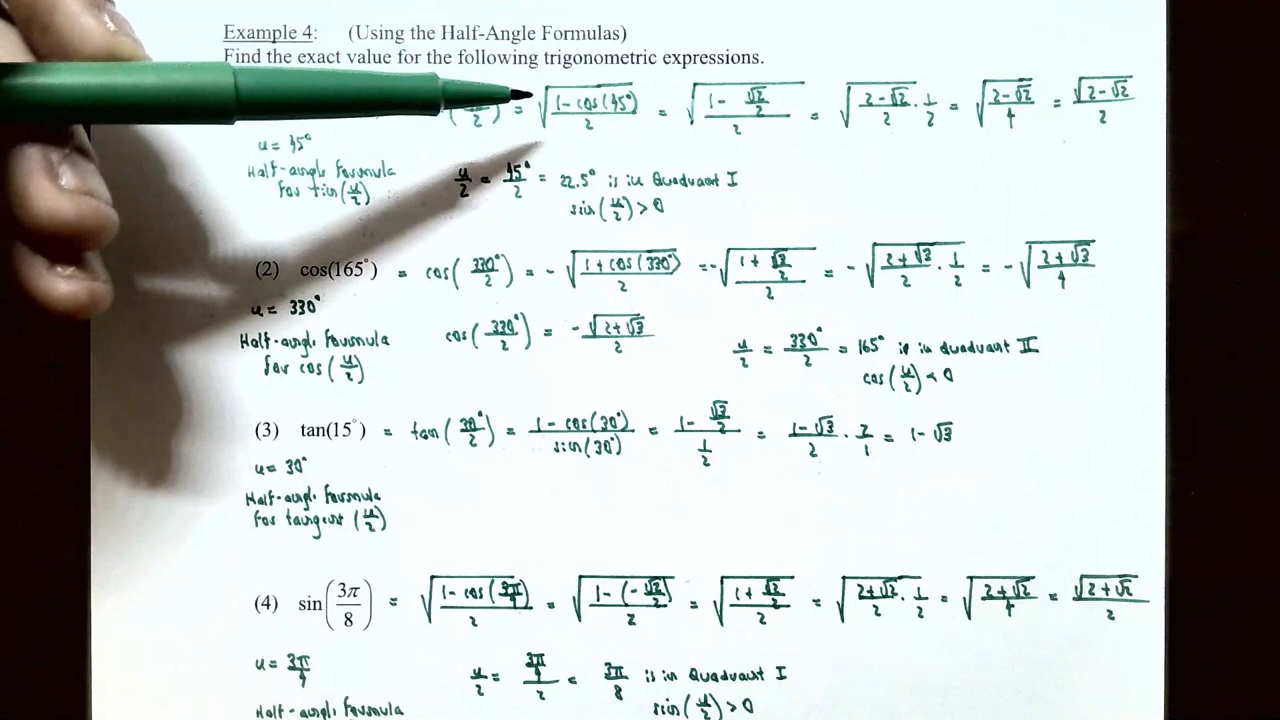 Example 4: (Using the Half-Angle Formulas)
Find the exact value for the following trigonometric expressions.
/2) = √((1 - cos(45°))/2) = √((1 - √2/2)/2) = √((2-√2)/2 · 1/2) = √((2-√2)/4) = √(2-√2)/2
u = 45°
Half-angle Formula
For sin(u/2)
u/2 = 45°/2 = 22.5° is in Quadrant I
sin(u/2) > 0
(2) cos(165°) = cos(330°/2) = - √((1+cos(330°))/2) = - √((1+√3/2)/2) = - √((2+√3)/2 · 1/2) = - √((2+√3)/4)
u = 330°
Half-angle Formula
for cos(u/2)
cos(330°/2) = - √(2+√3)/2
u/2 = 330°/2 = 165° is in quadrant II
cos(u/2) < 0
(3) tan(15°) = tan(30°/2) = (1 - cos(30°))/sin(30°) = (1 - √3/2)/(1/2) = (1-√3)/2 · 2/1 = 1 - √3
u = 30°
Half-angle Formula
For tangent (u/2)
(4) sin(3π/8) = √((1 - cos(3π/4))/2) = √((1-(-√2/2))/2) = √((1+√2/2)/2) = √((2+√2)/2 · 1/2) = √((2+√2)/4) = √(2+√2)/2
u = 3π/4
u/2 = (3π/4)/2 = 3π/8 is in Quadrant I
Half-angle Formula
sin(u/2) > 0